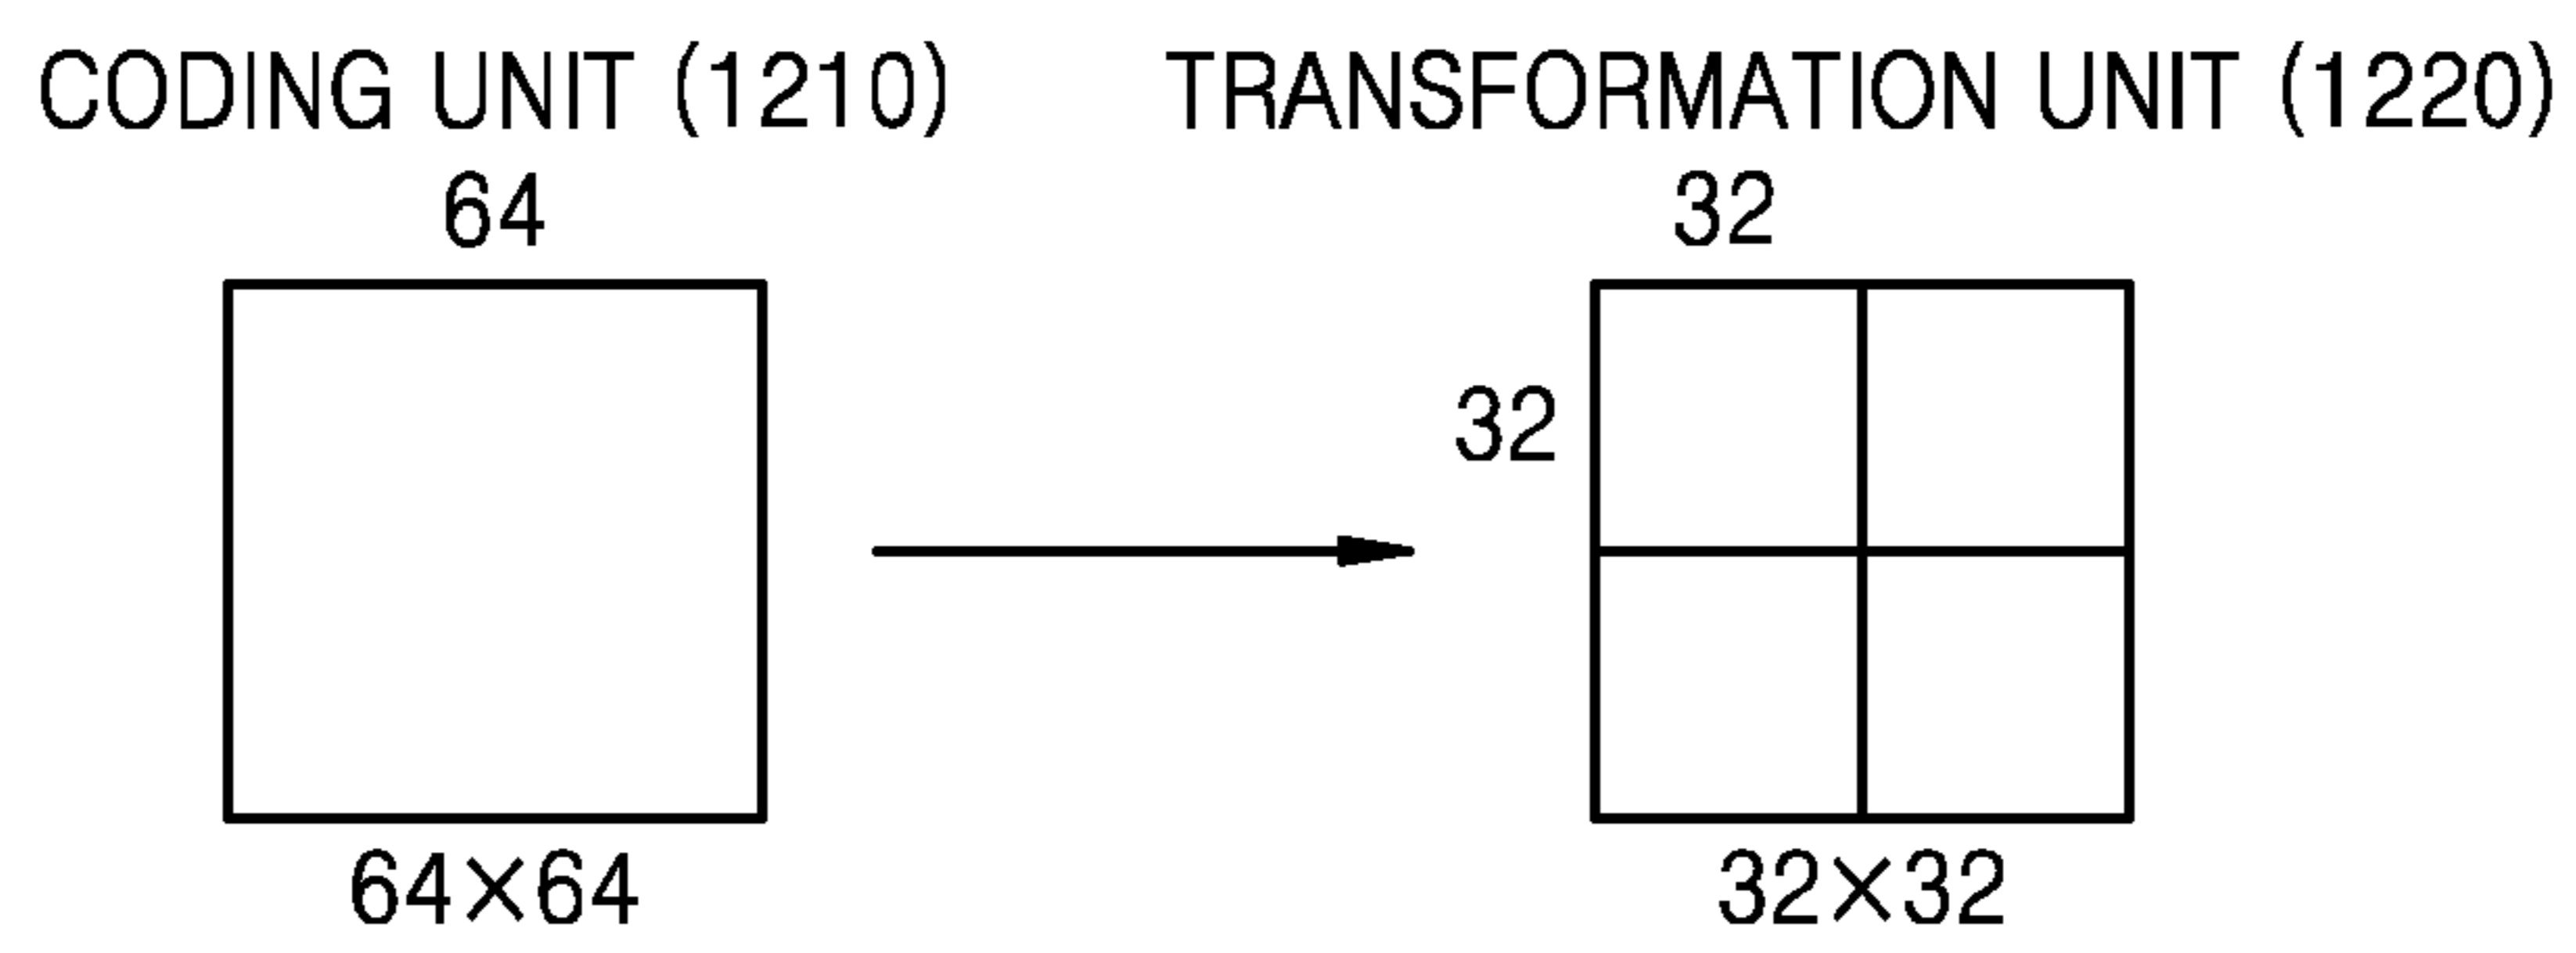 CODING UNIT (1210)
TRANSFORMATION UNIT (1220)
64
32
32
64×64
32×32